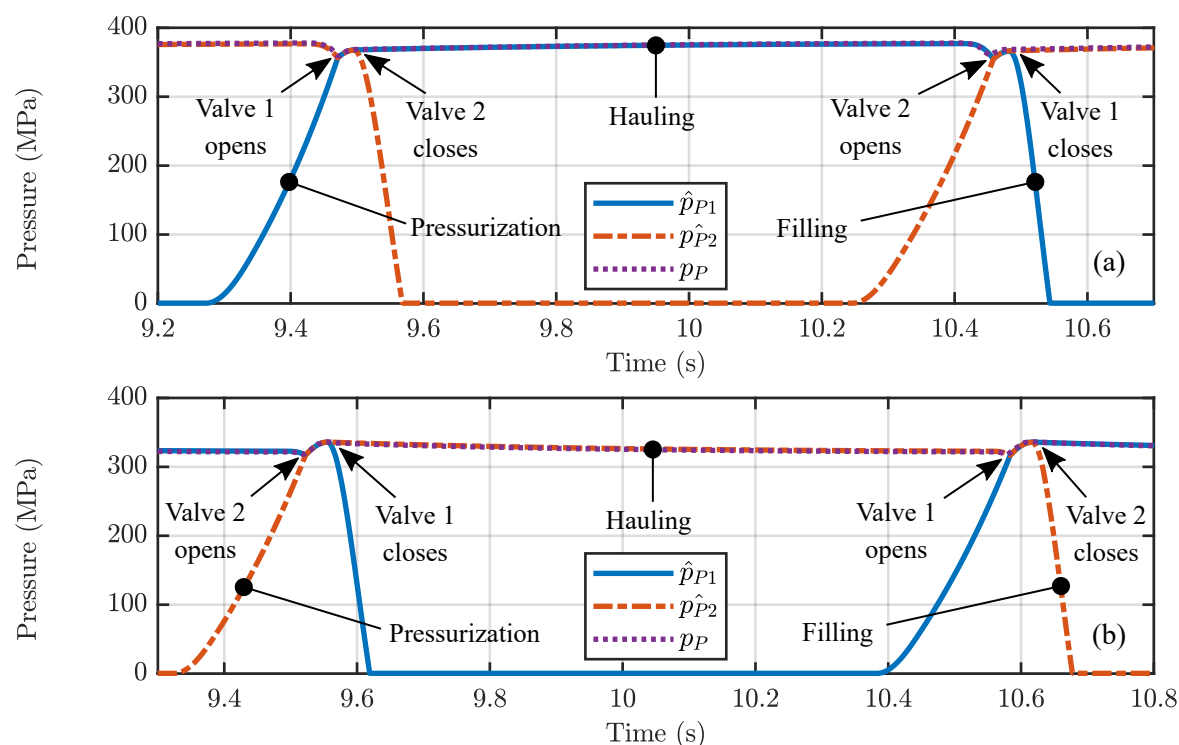 400
300
200
100
0
Pressure (MPa)
Valve 1
opens
Valve 2
closes
Hauling
Valve 2
opens
Valve 1
closes
Pressurization
Filling
p̂P1
pP̂2
pP
(a)
9.2 9.4 9.6 9.8 10 10.2 10.4 10.6
Time (s)
400
300
200
100
0
Pressure (MPa)
Valve 2
opens
Valve 1
closes
Hauling
Valve 1
opens
Valve 2
closes
Pressurization
Filling
p̂P1
pP̂2
pP
(b)
9.4 9.6 9.8 10 10.2 10.4 10.6 10.8
Time (s)